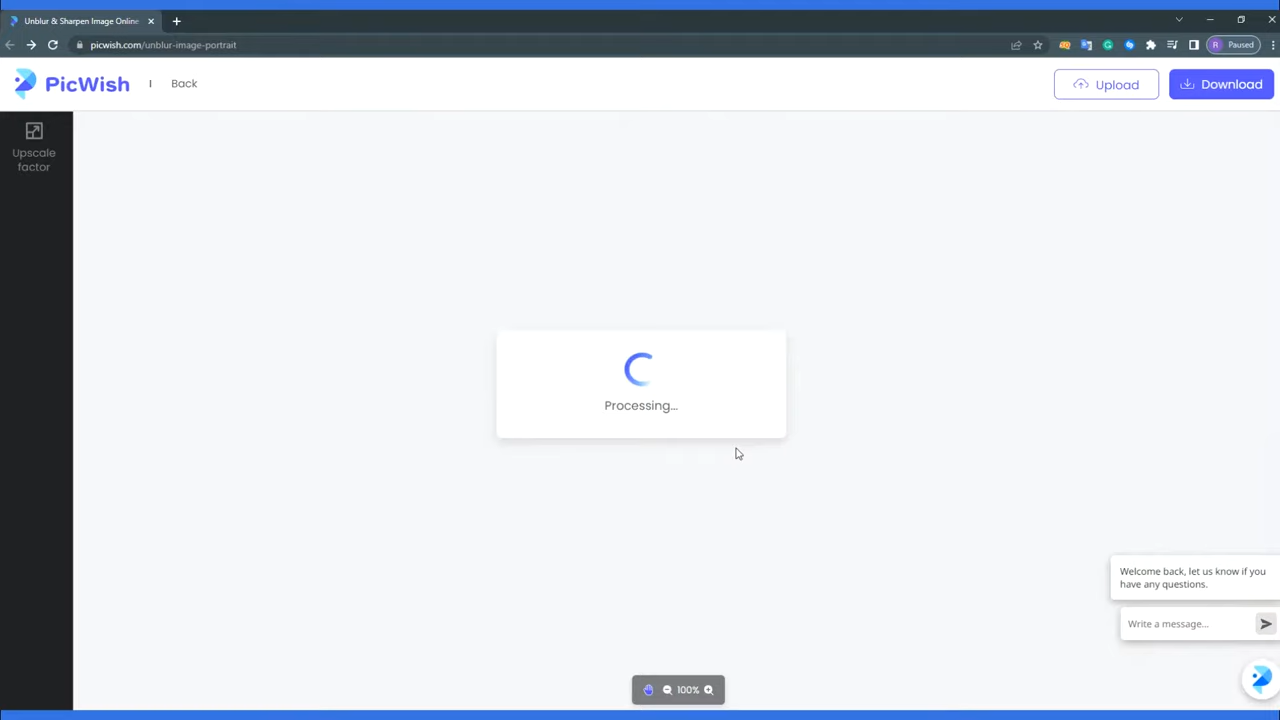 Unblur & Sharpen Image Online
picwish.com/unblur-image-portrait
R Paused
PicWish
Back
Upload
Download
Upscale
factor
Processing...
Welcome back, let us know if you
have any questions.
Write a message...
100%